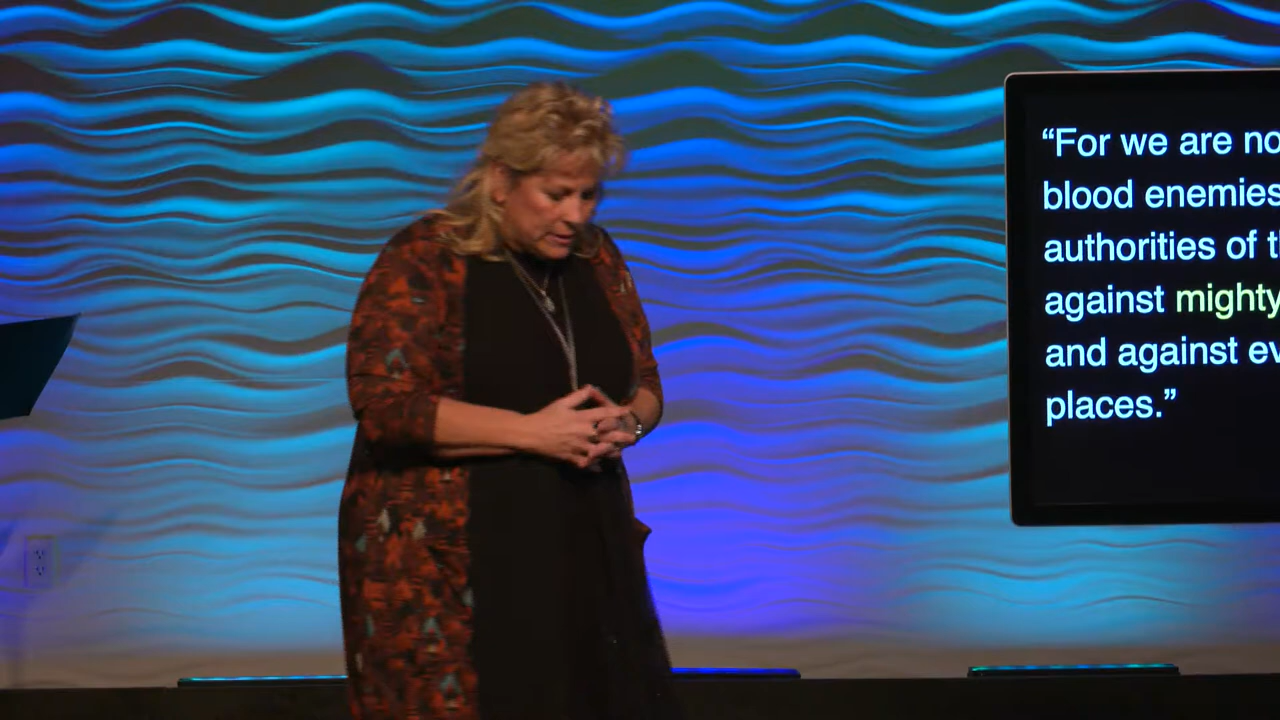 “For we are no
blood enemies
authorities of t
against mighty
and against ev
places.”